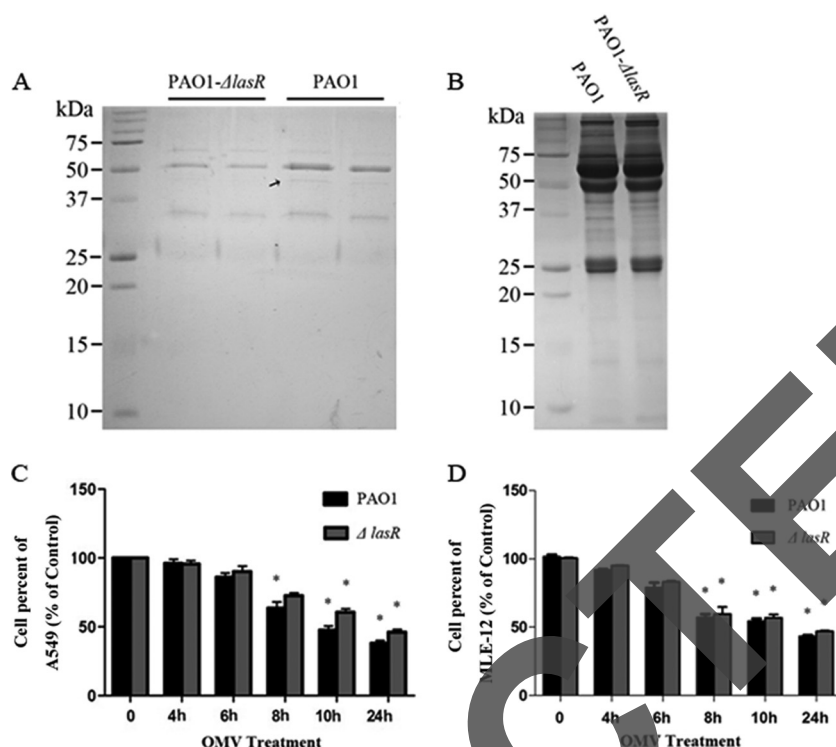 A
PAO1-ΔlasR PAO1
kDa
75
50
37
25
20
15
10
B
PAO1
PAO1-ΔlasR
kDa
75
50
37
25
20
15
10
C
Cell percent of
A549 (% of Control)
150
100
50
0
PAO1
Δ lasR
* * * * *
0 4h 6h 8h 10h 24h
OMV Treatment
D
Cell percent of
MLE-12 (% of Control)
150
100
50
0
PAO1
Δ lasR
* * * * * *
0 4h 6h 8h 10h 24h
OMV Treatment
CTE